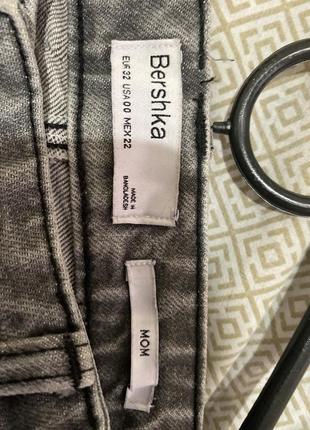 Bershka
EUR 32 USA 00 MEX 22
MADE IN
BANGLADESH
MOM